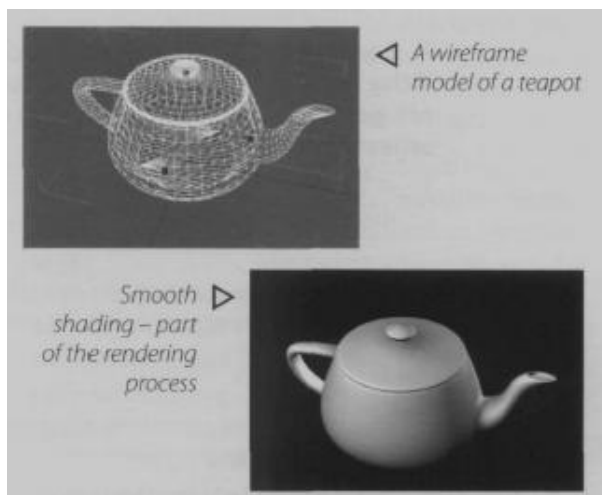 A wireframe
model of a teapot
Smooth
shading – part
of the rendering
process